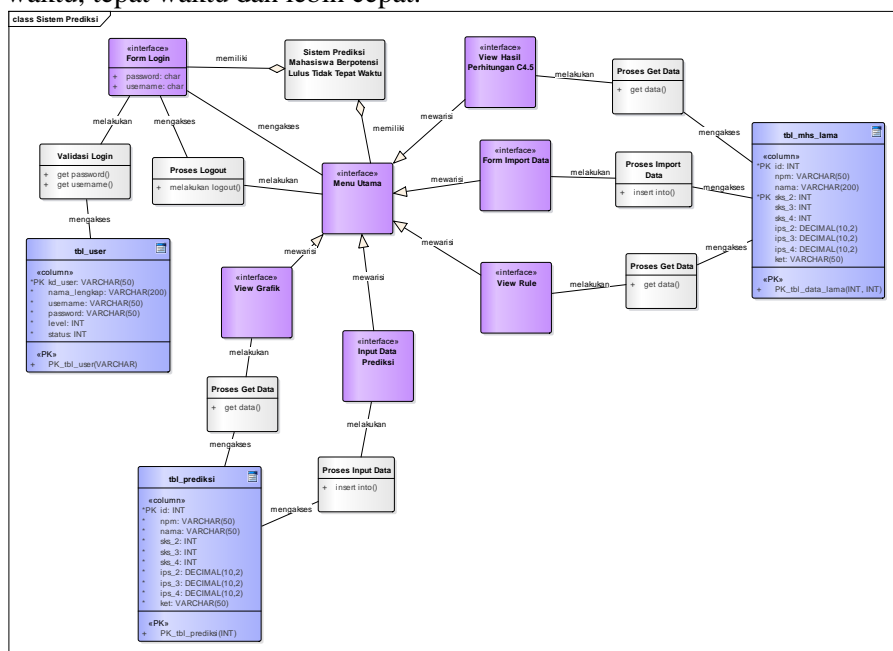 waktu, tepat waktu dan lebih cepat.
class Sistem Prediksi
«interface»
Form Login
+ password: char
+ username: char
memiliki
Sistem Prediksi
Mahasiswa Berpotensi
Lulus Tidak Tepat Waktu
memiliki
«interface»
View Hasil
Perhitungan C4.5
melakukan
Proses Get Data
+ get data()
mengakses
melakukan
mengakses
mengakses
mewarisi
Validasi Login
+ get password()
+ get username()
Proses Logout
+ melakukan logout()
melakukan
«interface»
Menu Utama
mewarisi
«interface»
Form Import Data
melakukan
Proses Import
Data
+ insert into()
mengakses
tbl_mhs_lama
«column»
*PK id: INT
npm: VARCHAR(50)
nama: VARCHAR(200)
*PK sks_2: INT
sks_3: INT
sks_4: INT
ips_2: DECIMAL(10,2)
ips_3: DECIMAL(10,2)
ips_4: DECIMAL(10,2)
ket: VARCHAR(50)
«PK»
+ PK_tbl_data_lama(INT, INT)
mengakses
tbl_user
«column»
*PK kd_user: VARCHAR(50)
* nama_lengkap: VARCHAR(200)
* username: VARCHAR(50)
* password: VARCHAR(50)
* level: INT
* status: INT
«PK»
+ PK_tbl_user(VARCHAR)
mewarisi
mewarisi
mewarisi
«interface»
View Grafik
«interface»
View Rule
melakukan
Proses Get Data
+ get data()
mengakses
«interface»
Input Data
Prediksi
melakukan
Proses Get Data
+ get data()
mengakses
melakukan
Proses Input Data
+ insert into()
mengakses
tbl_prediksi
«column»
*PK id: INT
* npm: VARCHAR(50)
* nama: VARCHAR(50)
* sks_2: INT
* sks_3: INT
* sks_4: INT
* ips_2: DECIMAL(10,2)
* ips_3: DECIMAL(10,2)
* ips_4: DECIMAL(10,2)
* ket: VARCHAR(50)
«PK»
+ PK_tbl_prediksi(INT)